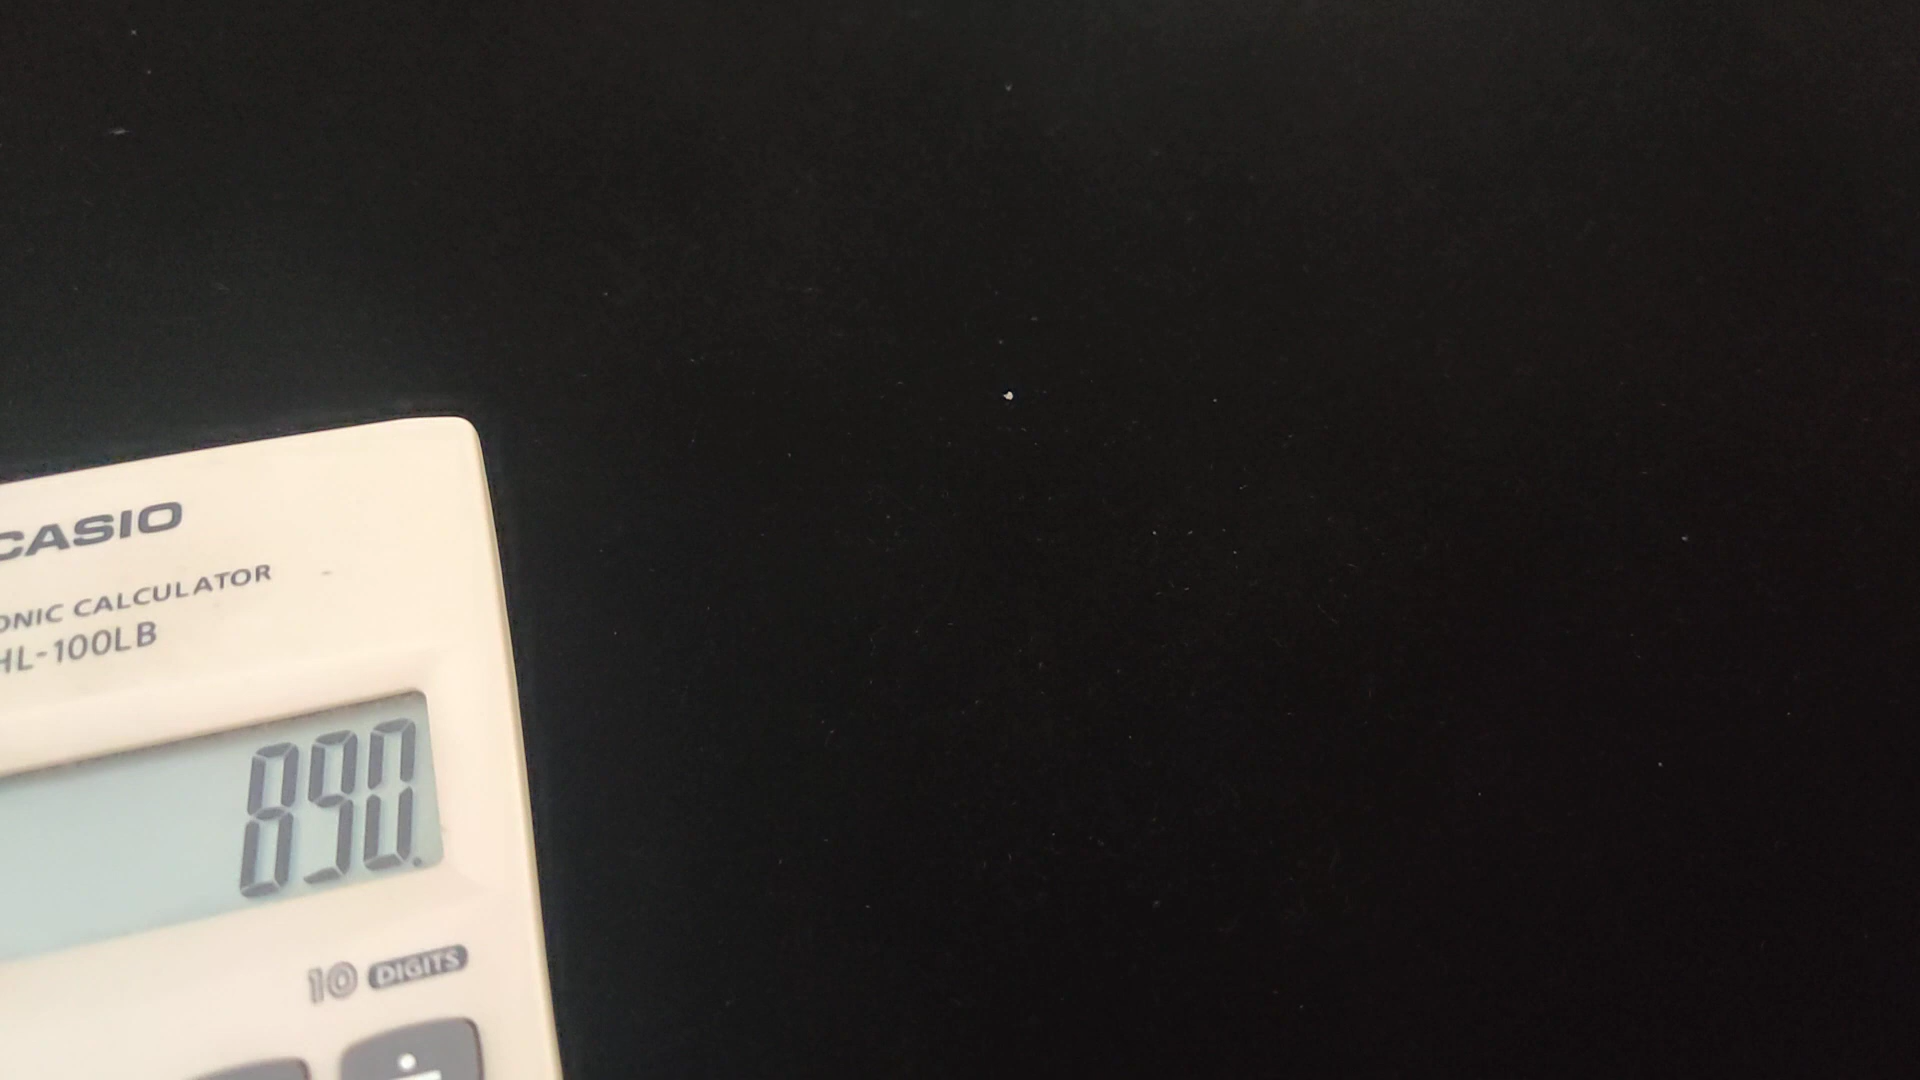 CASIO
ONIC CALCULATOR
HL-100LB
890.
10 DIGITS